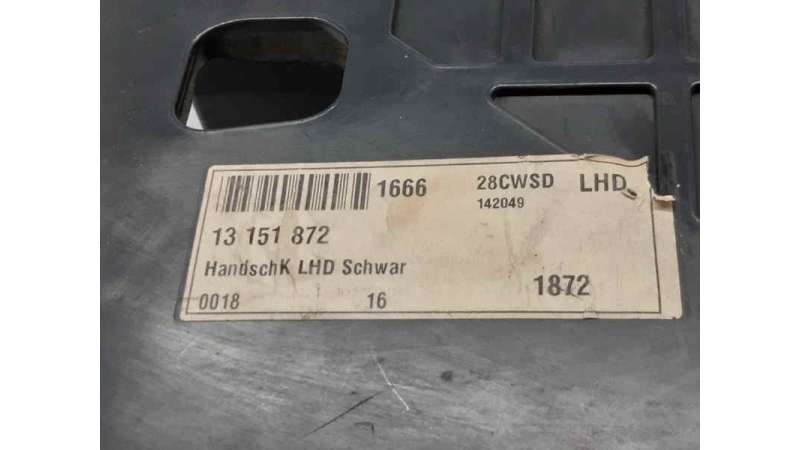 1666 28CWSD LHD
142049
13 151 872
HandschK LHD Schwar
1872
0018 16